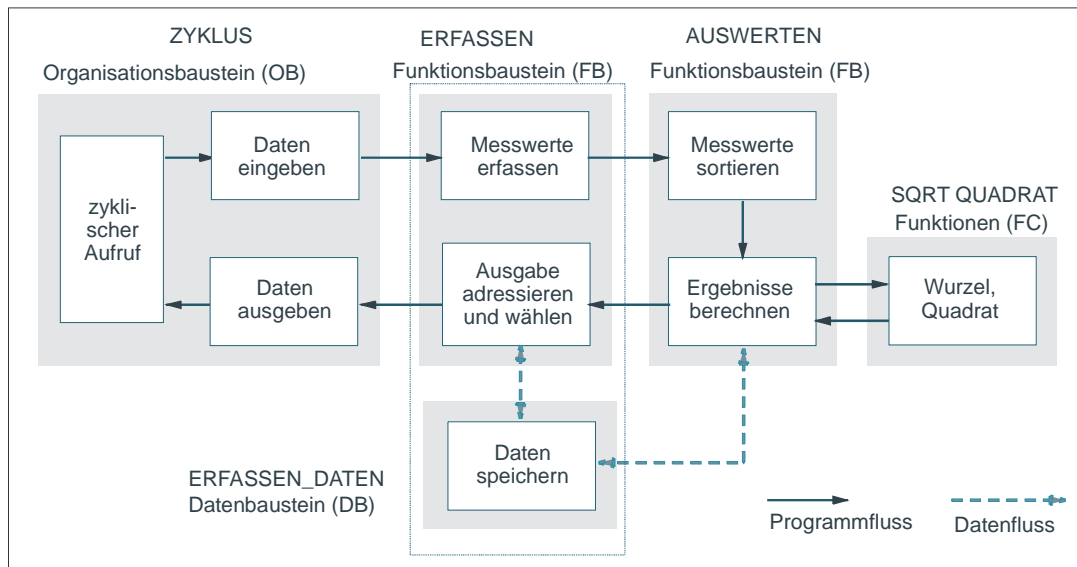 ZYKLUS
Organisationsbaustein (OB)
ERFASSEN
Funktionsbaustein (FB)
AUSWERTEN
Funktionsbaustein (FB)
zykli-
scher
Aufruf
Daten
eingeben
Messwerte
erfassen
Messwerte
sortieren
SQRT QUADRAT
Funktionen (FC)
Daten
ausgeben
Ausgabe
adressieren
und wählen
Ergebnisse
berechnen
Wurzel,
Quadrat
Daten
speichern
ERFASSEN_DATEN
Datenbaustein (DB)
Programmfluss
Datenfluss